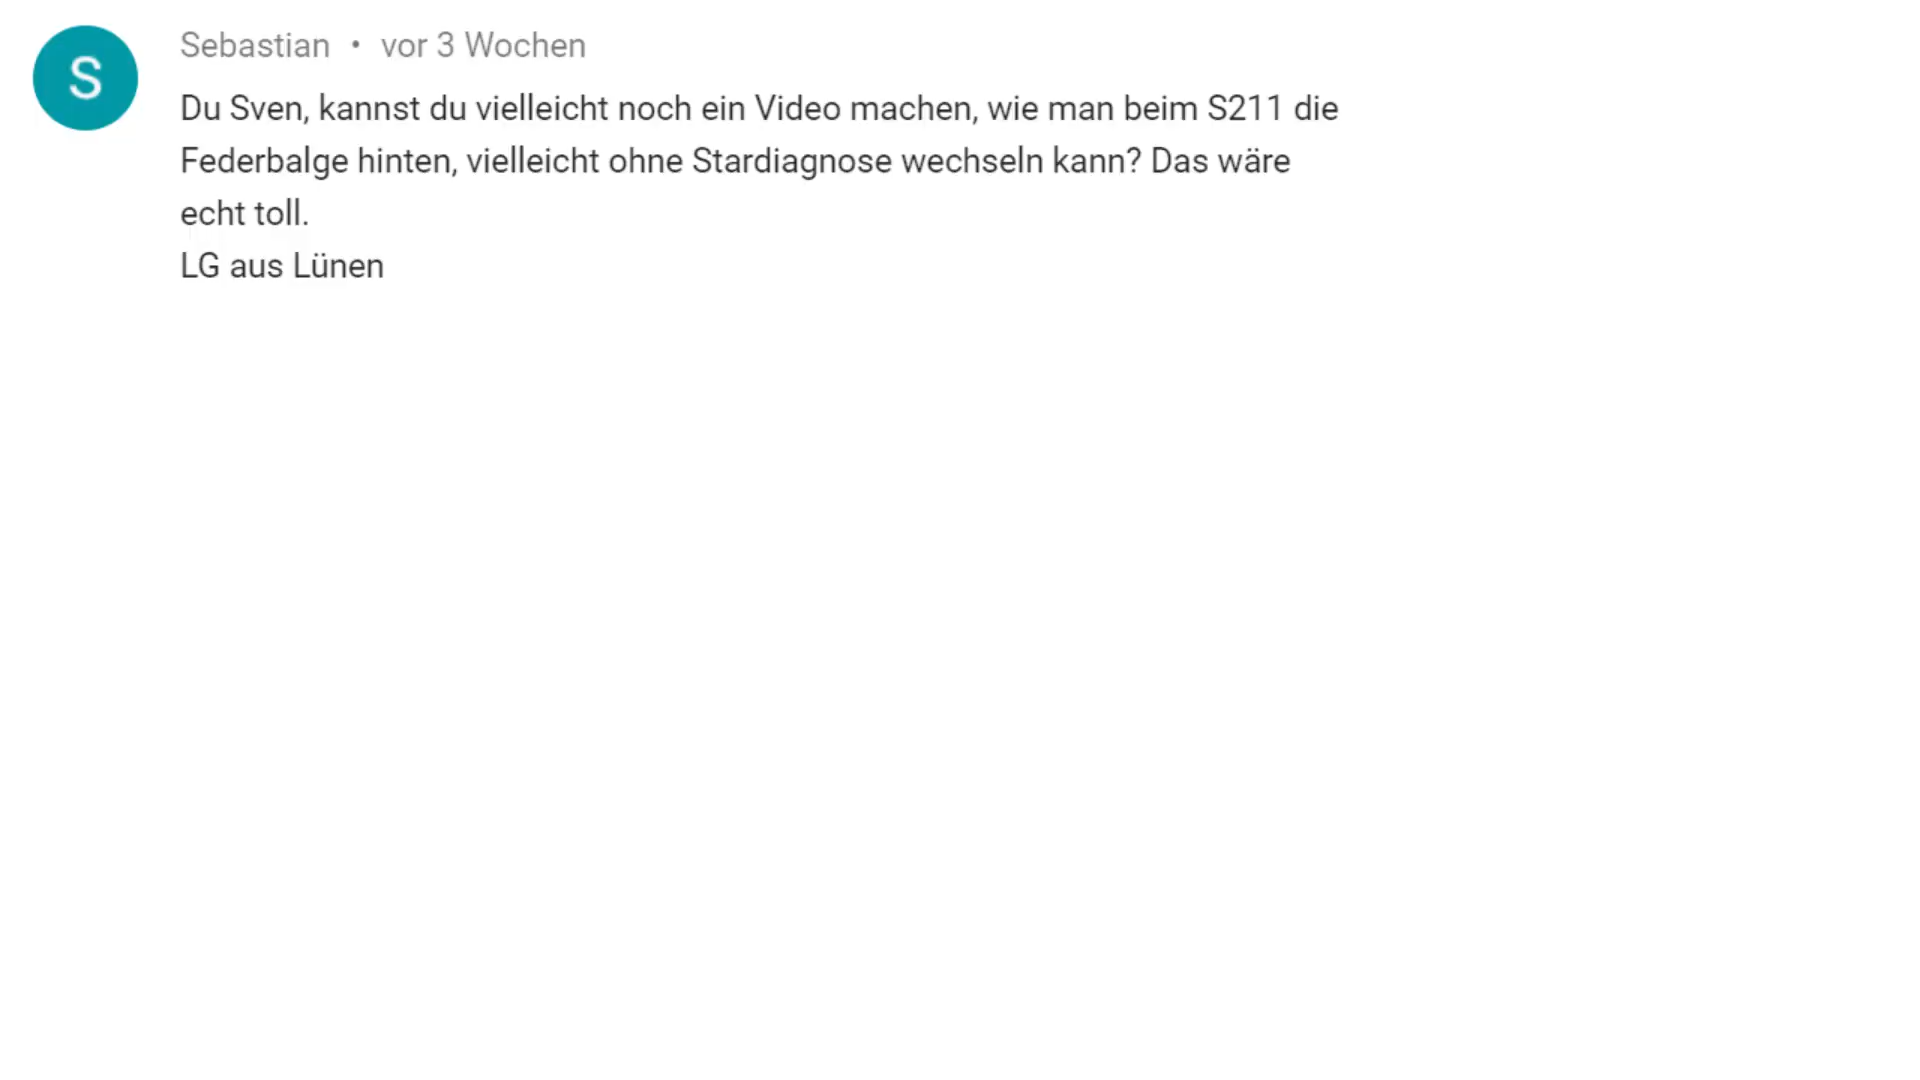 S
Sebastian • vor 3 Wochen
Du Sven, kannst du vielleicht noch ein Video machen, wie man beim S211 die
Federbalge hinten, vielleicht ohne Stardiagnose wechseln kann? Das wäre
echt toll.
LG aus Lünen